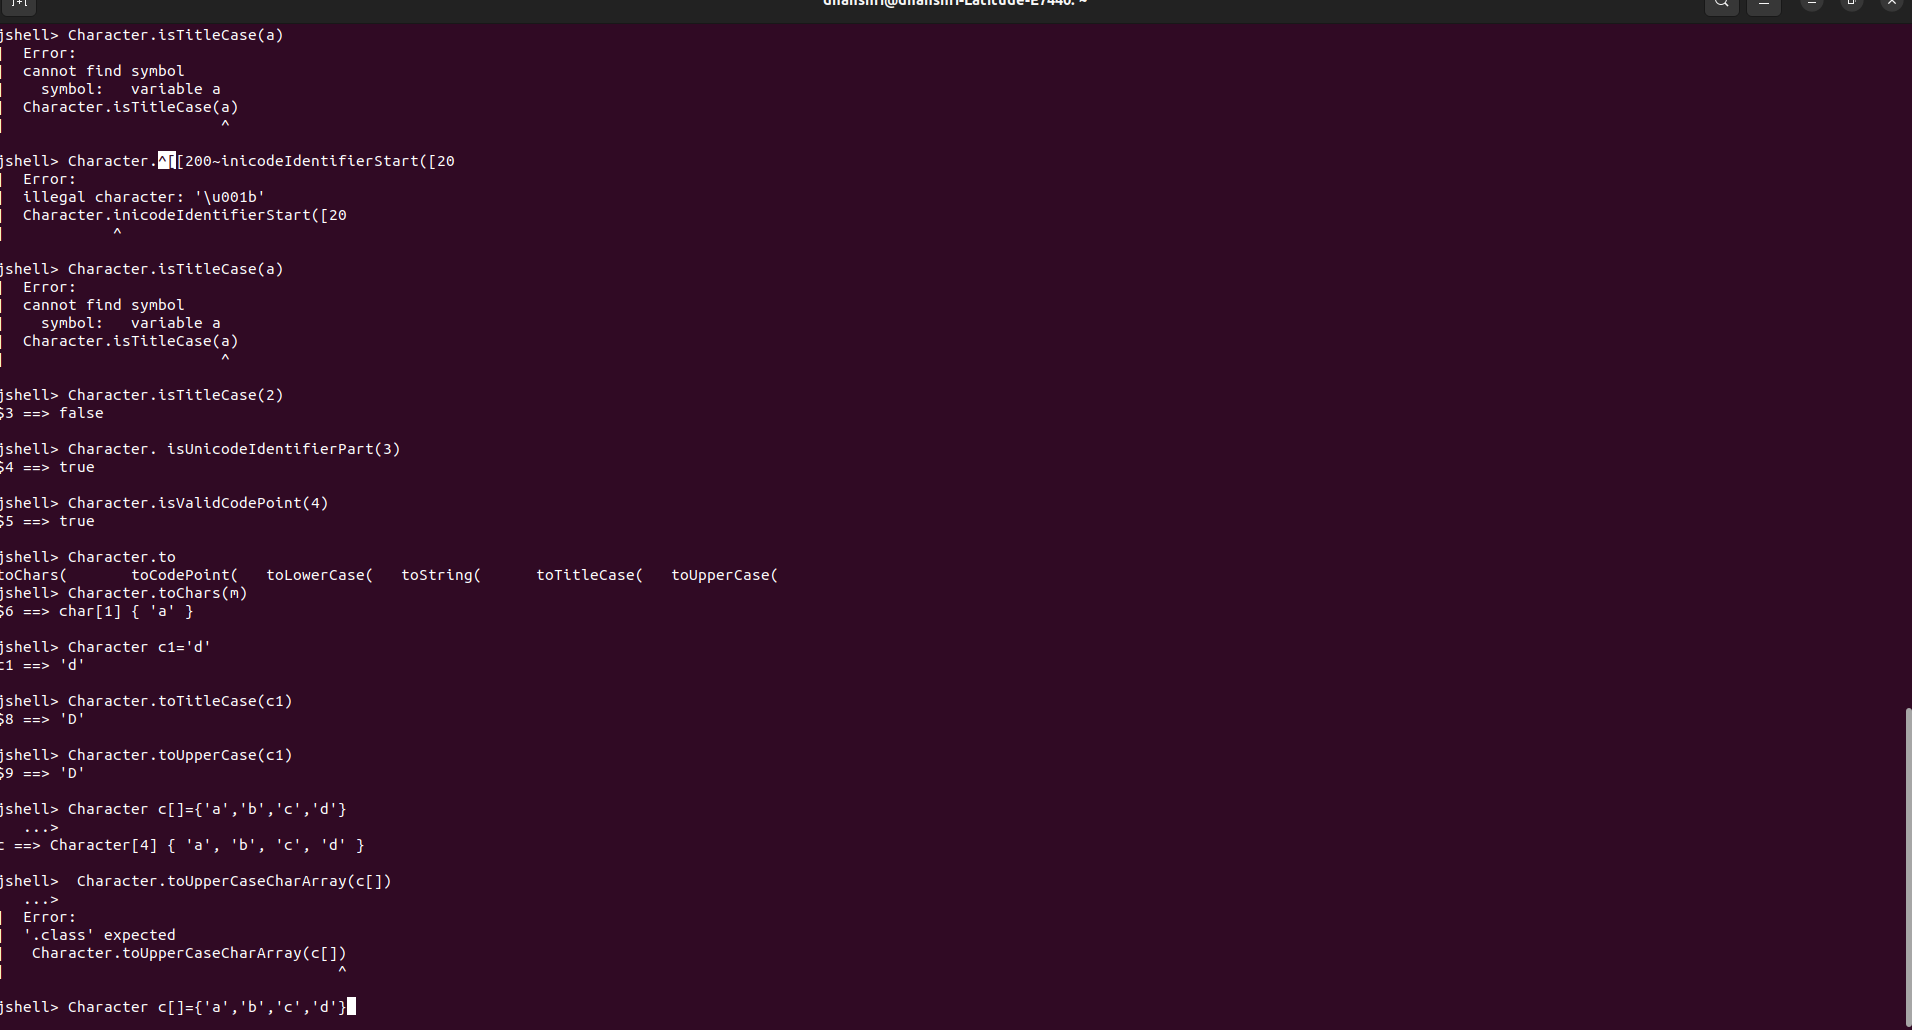 dhanshri@dhanshri-Latitude-E7440: ~
jshell> Character.isTitleCase(a)
|  Error:
|  cannot find symbol
|    symbol:   variable a
|  Character.isTitleCase(a)
|                        ^
jshell> Character.^[[200~inicodeIdentifierStart([20
|  Error:
|  illegal character: '\u001b'
|  Character.inicodeIdentifierStart([20
|            ^
jshell> Character.isTitleCase(a)
|  Error:
|  cannot find symbol
|    symbol:   variable a
|  Character.isTitleCase(a)
|                        ^
jshell> Character.isTitleCase(2)
$3 ==> false
jshell> Character. isUnicodeIdentifierPart(3)
$4 ==> true
jshell> Character.isValidCodePoint(4)
$5 ==> true
jshell> Character.to
toChars(       toCodePoint(   toLowerCase(   toString(      toTitleCase(   toUpperCase(
jshell> Character.toChars(m)
$6 ==> char[1] { 'a' }
jshell> Character c1='d'
c1 ==> 'd'
jshell> Character.toTitleCase(c1)
$8 ==> 'D'
jshell> Character.toUpperCase(c1)
$9 ==> 'D'
jshell> Character c[]={'a','b','c','d'}
   ...>
c ==> Character[4] { 'a', 'b', 'c', 'd' }
jshell>  Character.toUpperCaseCharArray(c[])
   ...>
|  Error:
|  '.class' expected
|   Character.toUpperCaseCharArray(c[])
|                                     ^
jshell> Character c[]={'a','b','c','d'}